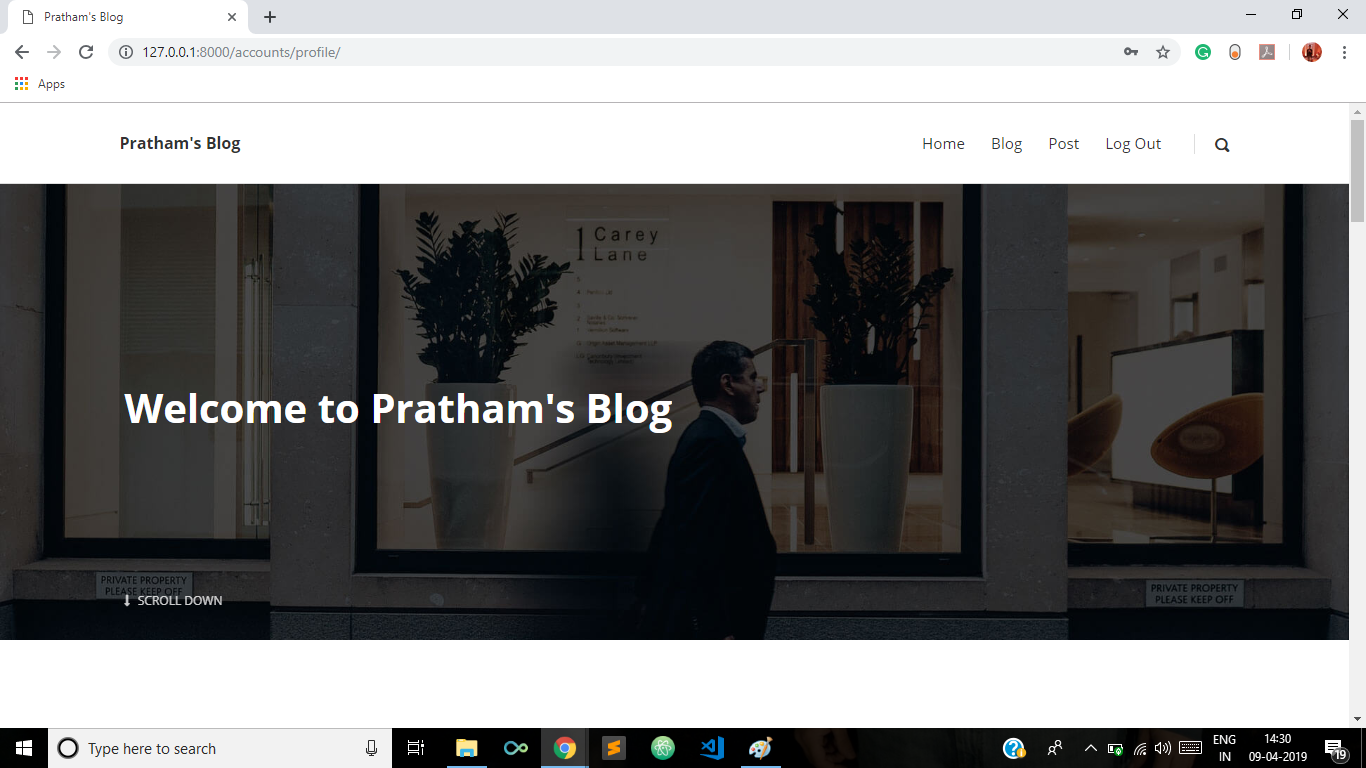 Pratham's Blog
127.0.0.1:8000/accounts/profile/
Apps
Pratham's Blog
Home Blog Post Log Out
1 Carey
Lane
Welcome to Pratham's Blog
PRIVATE PROPERTY
PLEASE KEEP OFF
SCROLL DOWN
PRIVATE PROPERTY
PLEASE KEEP OFF
Type here to search
ENG
IN
14:30
09-04-2019
19